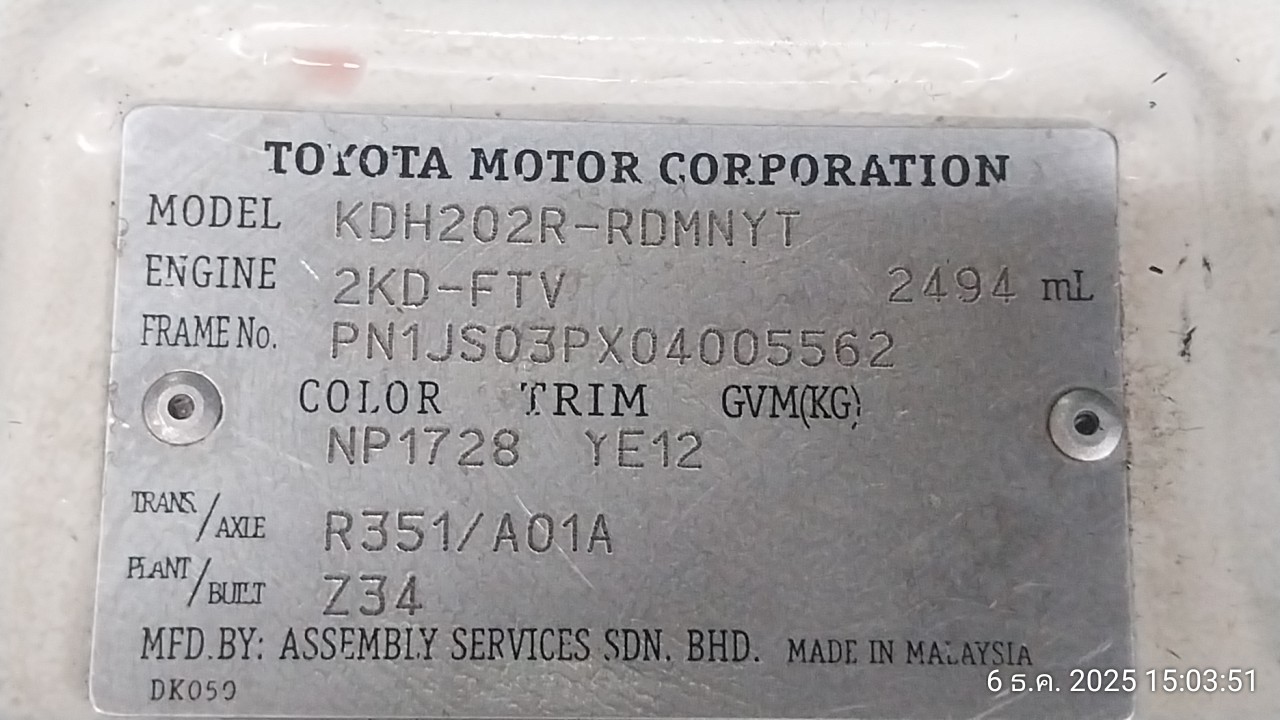 TOYOTA MOTOR CORPORATION
MODEL KDH202R-RDMNYT
ENGINE 2KD-FTV 2494 mL
FRAME No. PN1JS03PX04005562
COLOR TRIM GVM(KG)
NP1728 YE12
TRANS/AXLE R351/A01A
PLANT/BUILT Z34
MFD.BY: ASSEMBLY SERVICES SDN. BHD. MADE IN MALAYSIA
DK059
6 ธ.ค. 2025 15:03:51